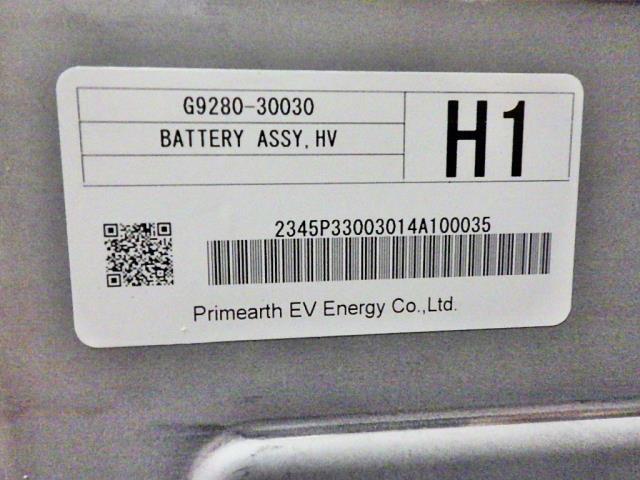 G9280-30030
BATTERY ASSY,HV
H1
2345P33003014A100035
Primearth EV Energy Co.,Ltd.